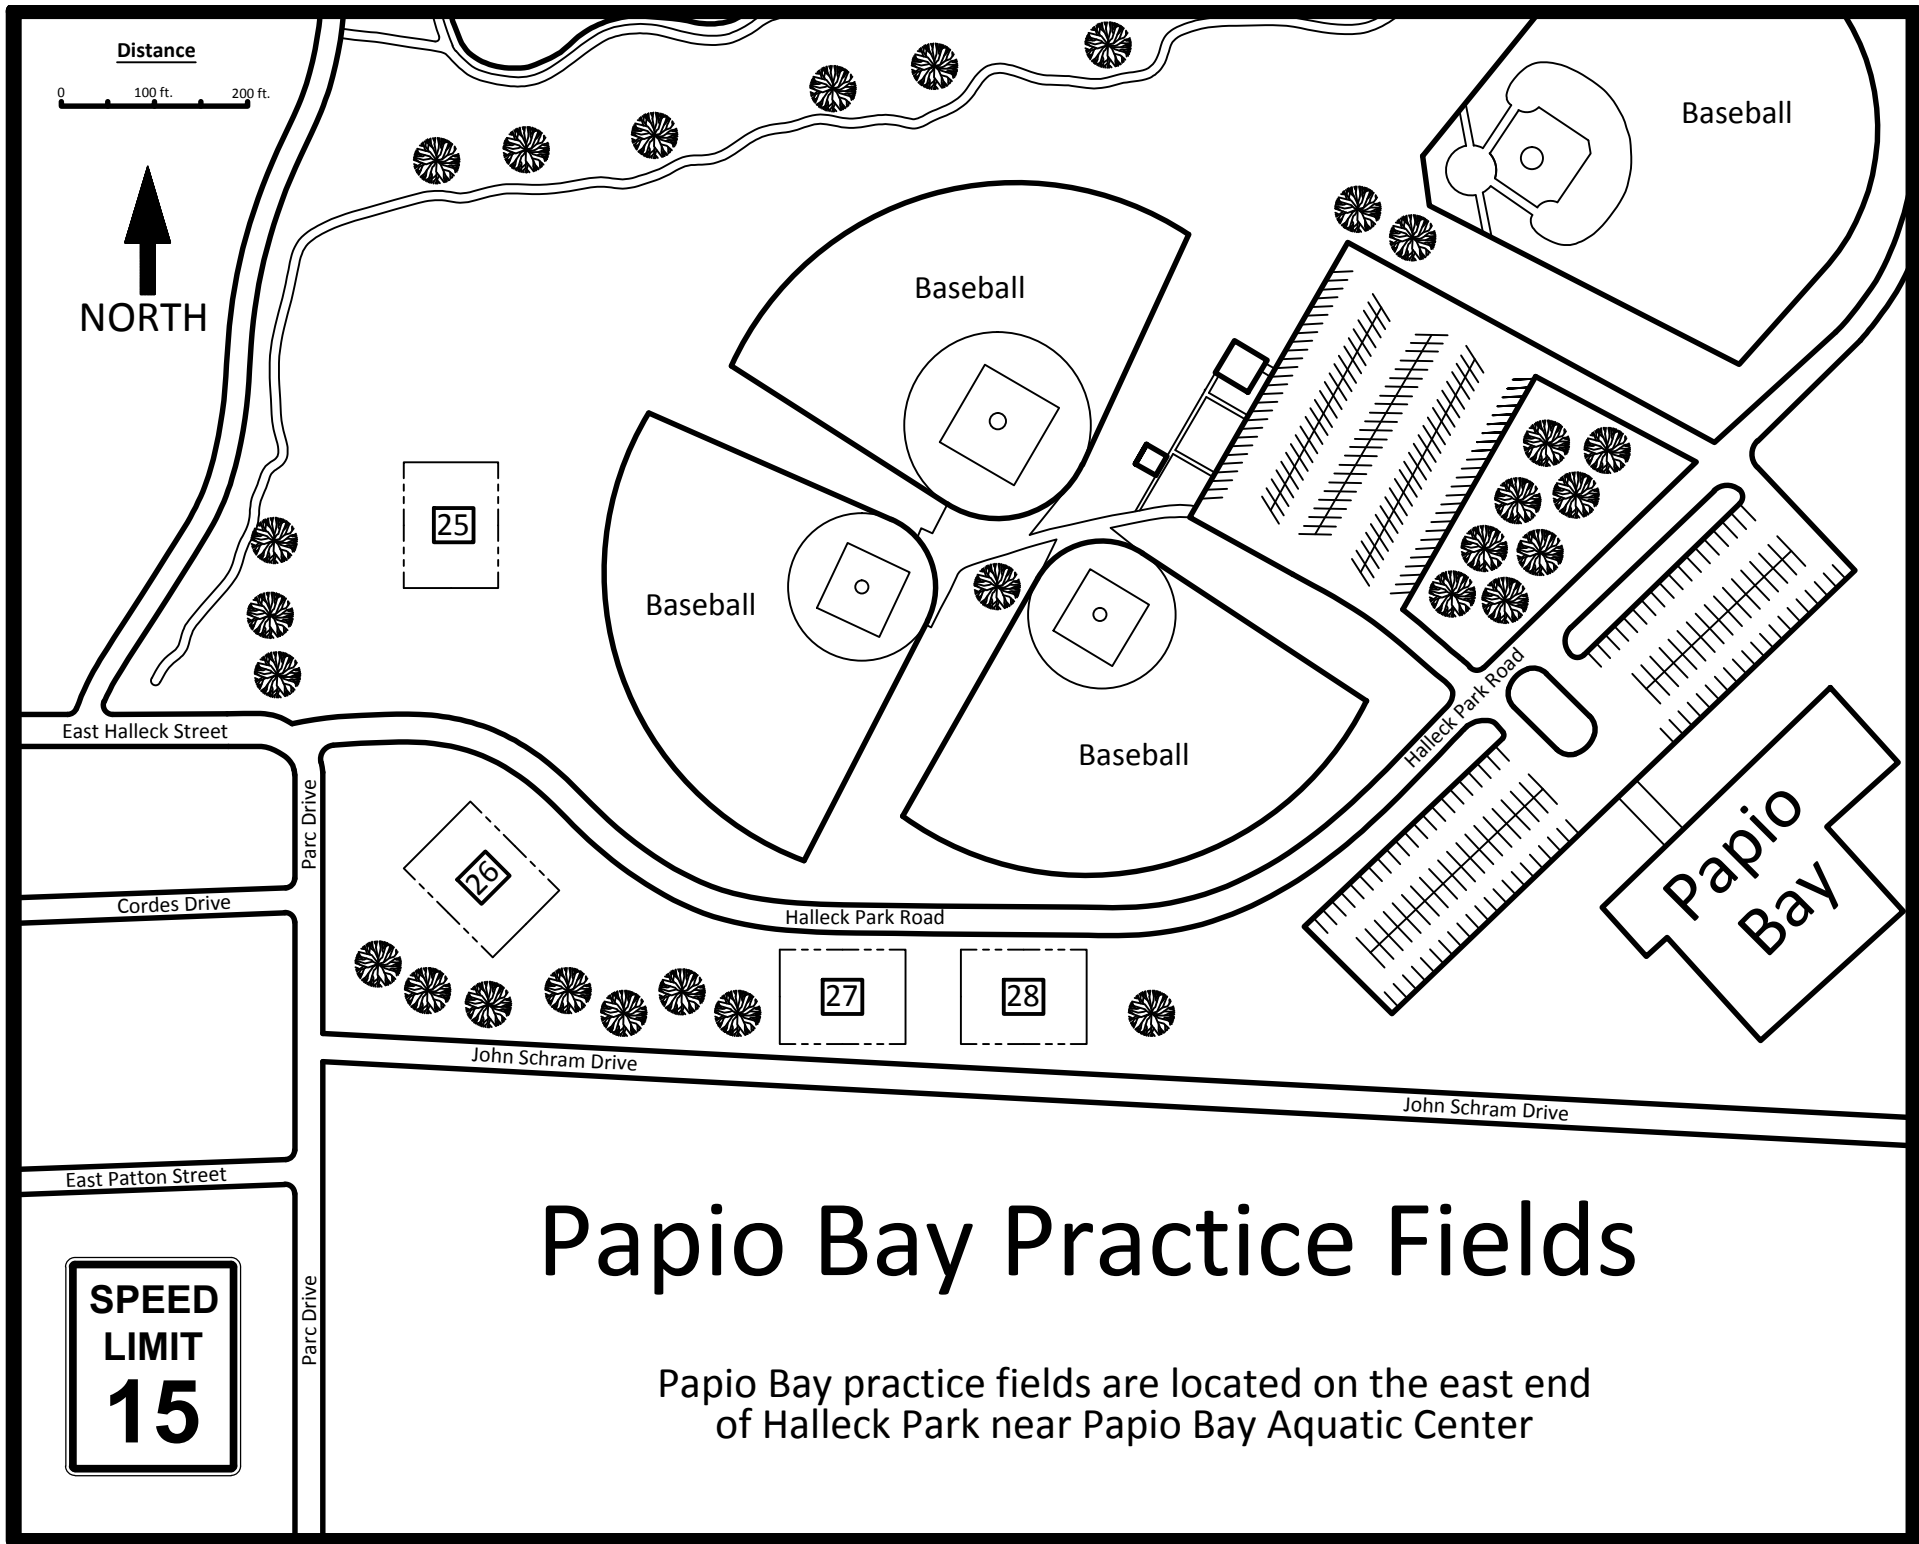 Distance
0 100 ft. 200 ft.
NORTH
Baseball
Baseball
25
Baseball
Baseball
East Halleck Street
Halleck Park Road
Parc Drive
26
Papio
Bay
Cordes Drive
Halleck Park Road
27
28
John Schram Drive
John Schram Drive
East Patton Street
Papio Bay Practice Fields
SPEED
LIMIT
15
Parc Drive
Papio Bay practice fields are located on the east end
of Halleck Park near Papio Bay Aquatic Center